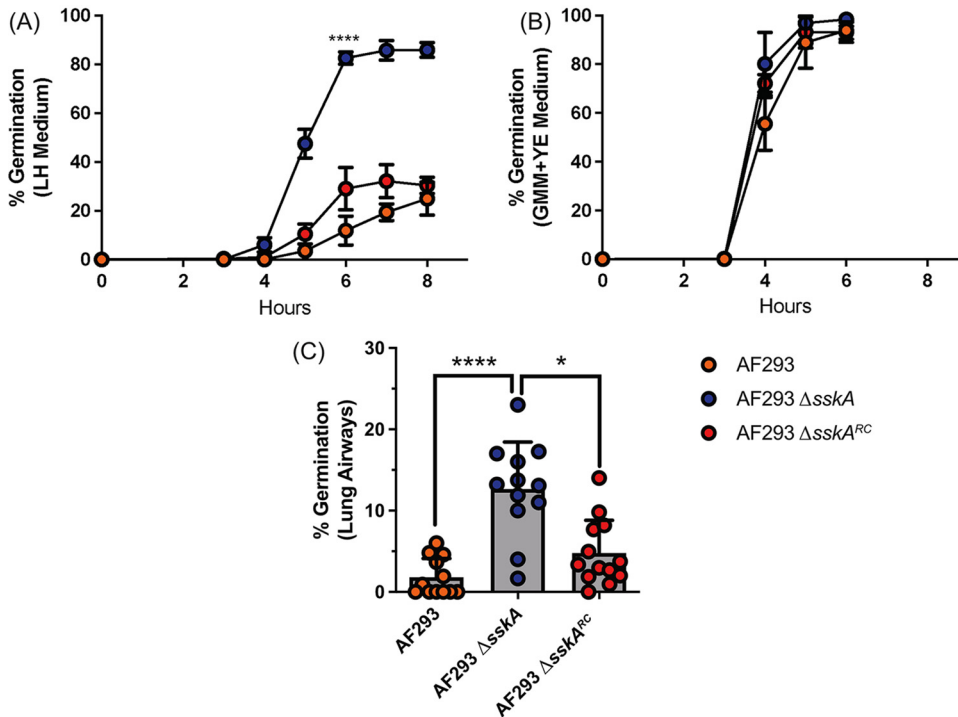 (A)
% Germination
(LH Medium)
100
80
60
40
20
0
****
0 2 4 6 8
Hours
(B)
% Germination
(GMM+YE Medium)
100
80
60
40
20
0
0 2 4 6 8
Hours
(C)
% Germination
(Lung Airways)
30
20
10
0
**** *
AF293
AF293 ΔsskA
AF293 ΔsskA^RC
AF293
AF293 ΔsskA
AF293 ΔsskA^RC